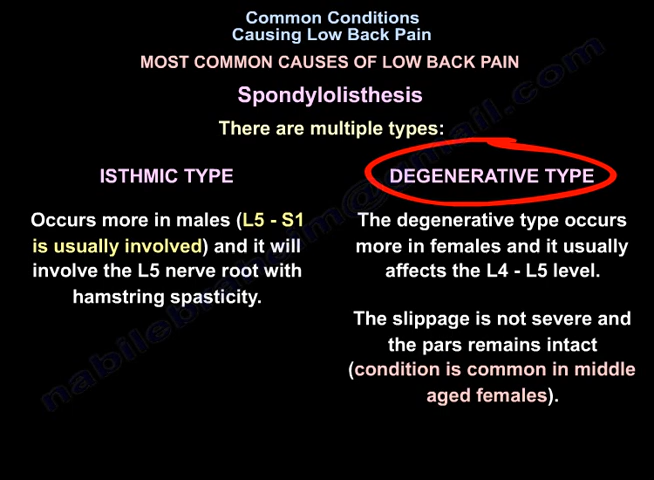 Common Conditions
Causing Low Back Pain
MOST COMMON CAUSES OF LOW BACK PAIN
Spondylolisthesis
There are multiple types:
ISTHMIC TYPE
Occurs more in males (L5 - S1
is usually involved) and it will
involve the L5 nerve root with
hamstring spasticity.
DEGENERATIVE TYPE
The degenerative type occurs
more in females and it usually
affects the L4 - L5 level.
The slippage is not severe and
the pars remains intact
(condition is common in middle
aged females).